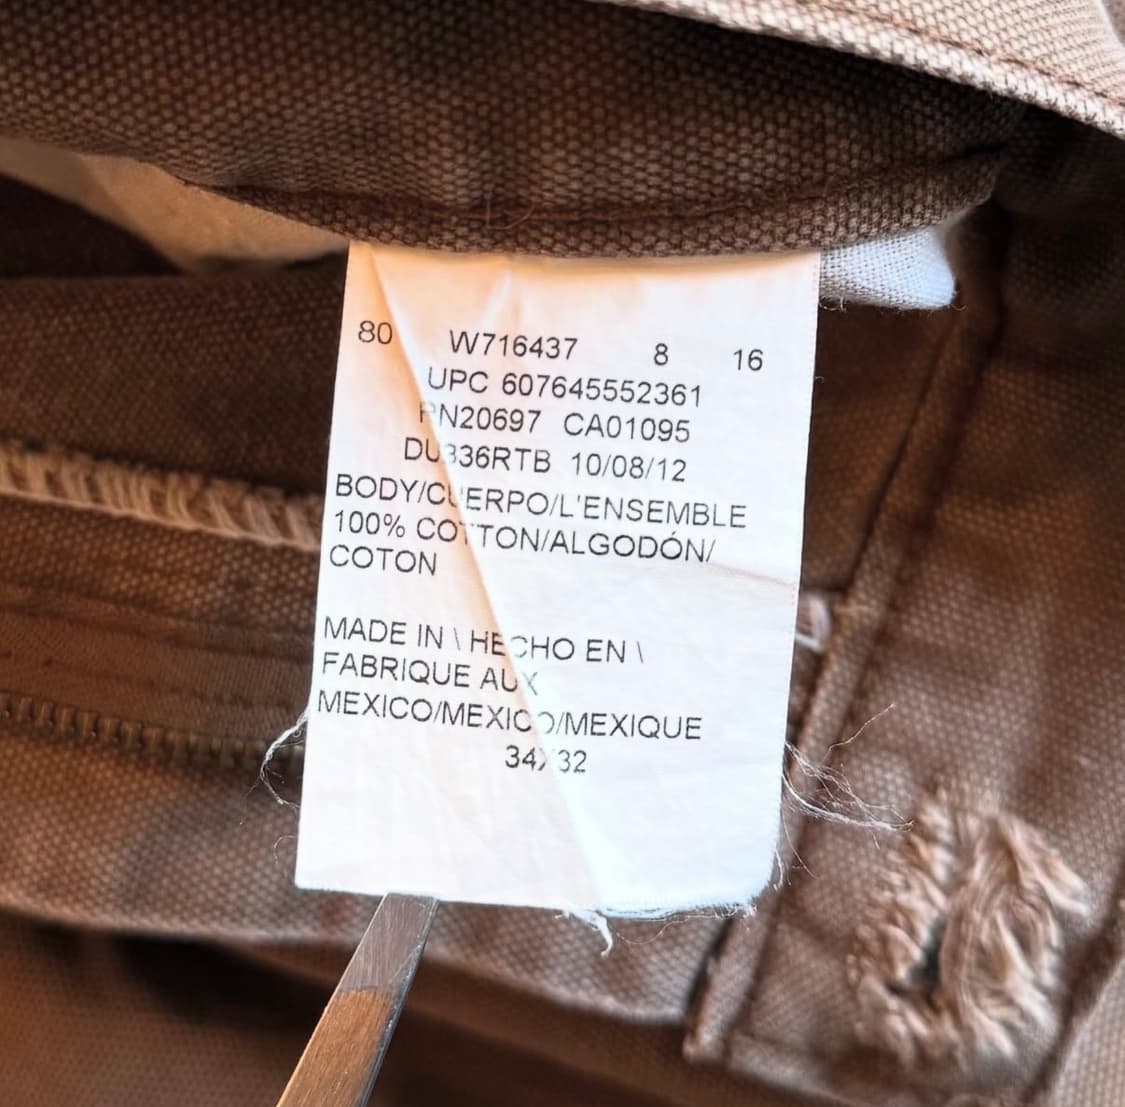 80 W716437 8 16
UPC 607645552361
RN20697 CA01095
DU336RTB 10/08/12
BODY/CUERPO/L'ENSEMBLE
100% COTTON/ALGODÓN/
COTON
MADE IN \ HECHO EN \
FABRIQUE AUX
MEXICO/MEXICO/MEXIQUE
34X32